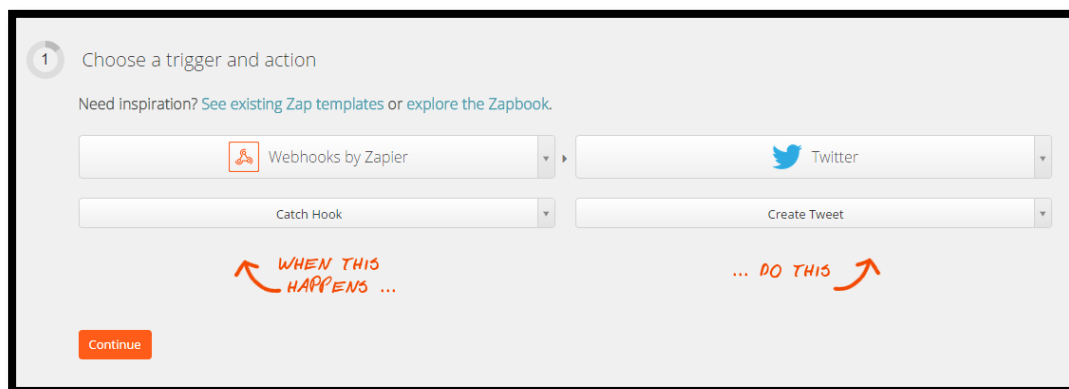 1 Choose a trigger and action
Need inspiration? See existing Zap templates or explore the Zapbook.
Webhooks by Zapier
Twitter
Catch Hook
Create Tweet
WHEN THIS
HAPPENS ...
... DO THIS
Continue